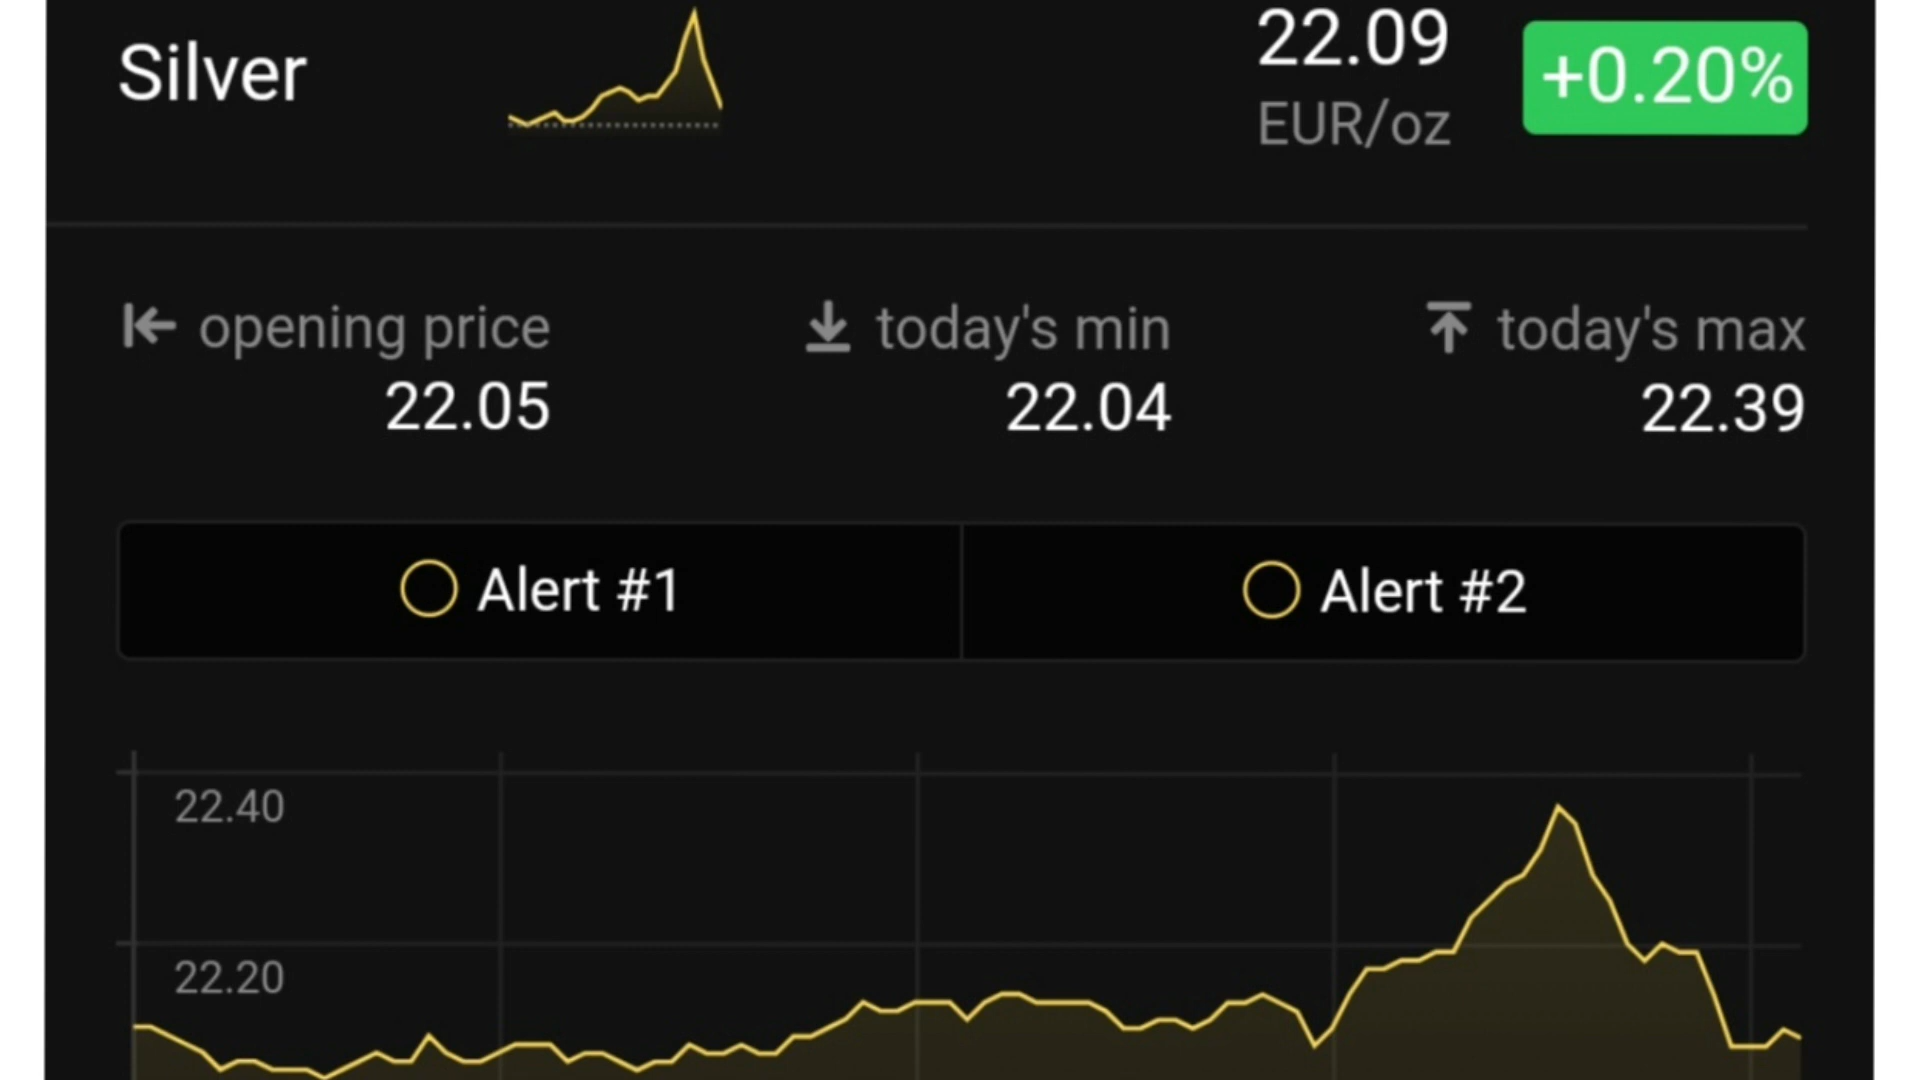 Silver
22.09
+0.20%
EUR/oz
opening price
today's min
today's max
22.05
22.04
22.39
Alert #1
Alert #2
22.40
22.20